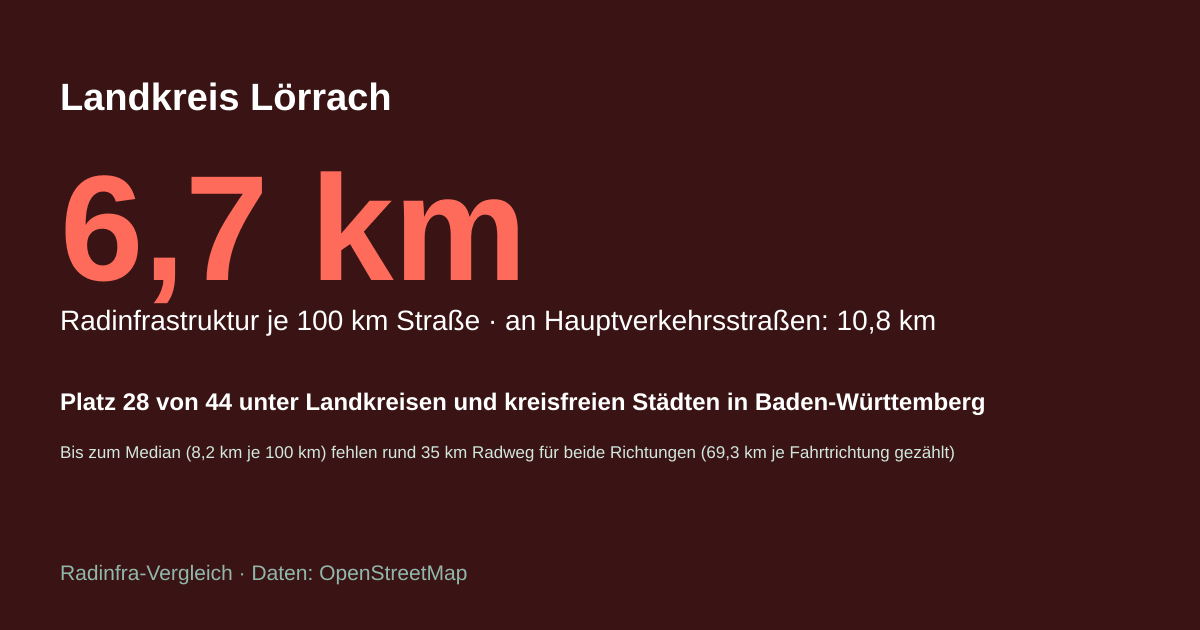 Landkreis Lörrach
6,7 km
Radinfrastruktur je 100 km Straße · an Hauptverkehrsstraßen: 10,8 km
Platz 28 von 44 unter Landkreisen und kreisfreien Städten in Baden-Württemberg
Bis zum Median (8,2 km je 100 km) fehlen rund 35 km Radweg für beide Richtungen (69,3 km je Fahrtrichtung gezählt)
Radinfra-Vergleich · Daten: OpenStreetMap